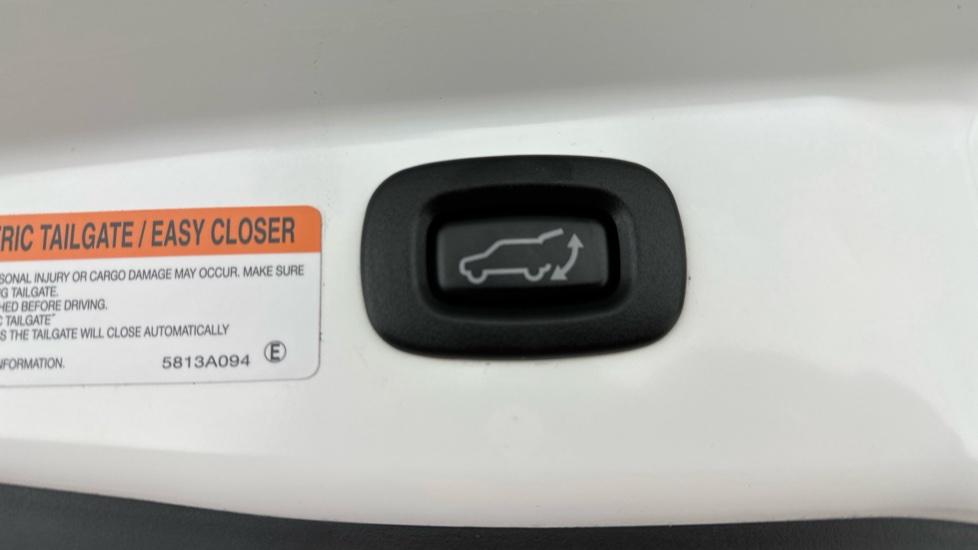 TRIC TAILGATE / EASY CLOSER
SONAL INJURY OR CARGO DAMAGE MAY OCCUR. MAKE SURE
G TAILGATE.
HED BEFORE DRIVING.
C TAILGATE"
S THE TAILGATE WILL CLOSE AUTOMATICALLY
NFORMATION. 5813A094 E